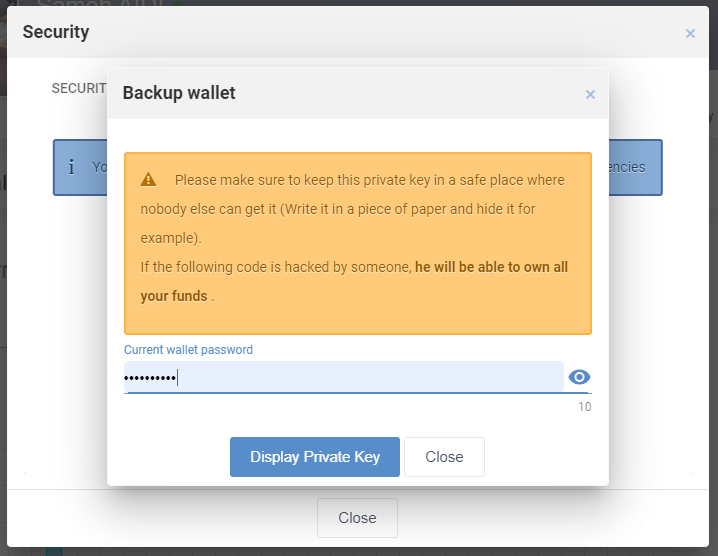 Security
×
SECURIT
Backup wallet
×
i Yo
encies
Please make sure to keep this private key in a safe place where
nobody else can get it (Write it in a piece of paper and hide it for
example).
If the following code is hacked by someone, he will be able to own all
your funds .
Current wallet password
••••••••••
10
Display Private Key Close
Close